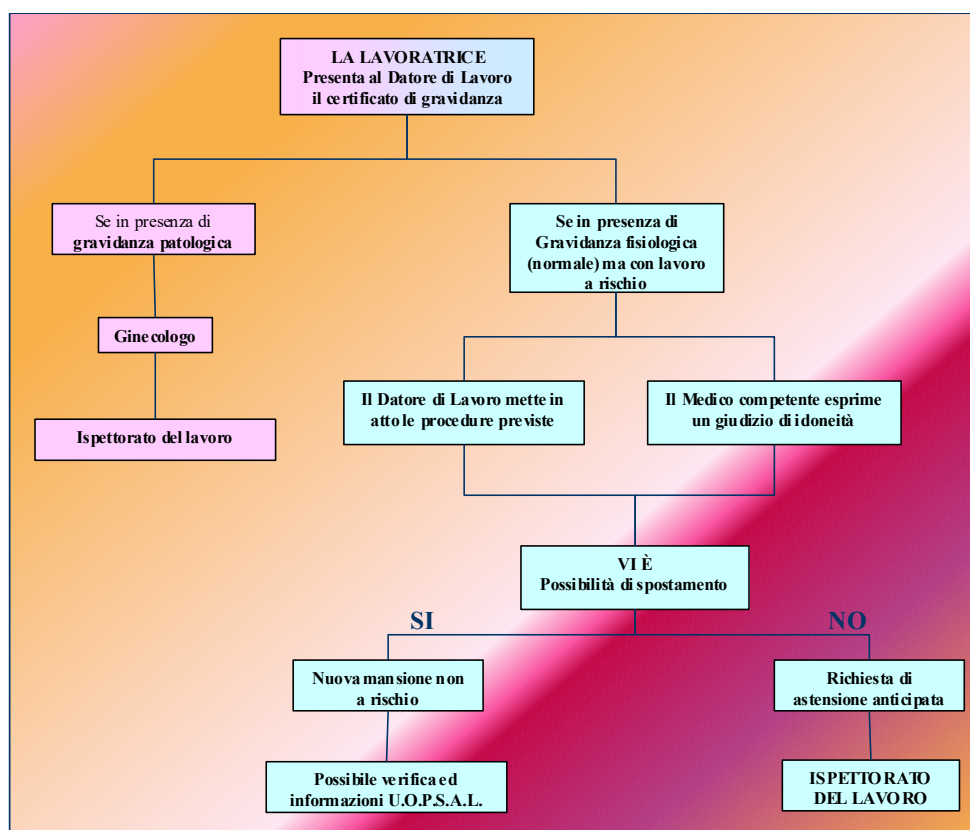 LA LAVORATRICE
Presenta al Datore di Lavoro
il certificato di gravidanza
Se in presenza di
gravidanza patologica
Se in presenza di
Gravidanza fisiologica
(normale) ma con lavoro
a rischio
Ginecologo
Il Datore di Lavoro mette in
atto le procedure previste
Il Medico competente esprime
un giudizio di idoneità
Ispettorato del lavoro
VI È
Possibilità di spostamento
SI
NO
Nuova mansione non
a rischio
Richiesta di
astensione anticipata
Possibile verifica ed
informazioni U.O.P.S.A.L.
ISPETTORATO
DEL LAVORO